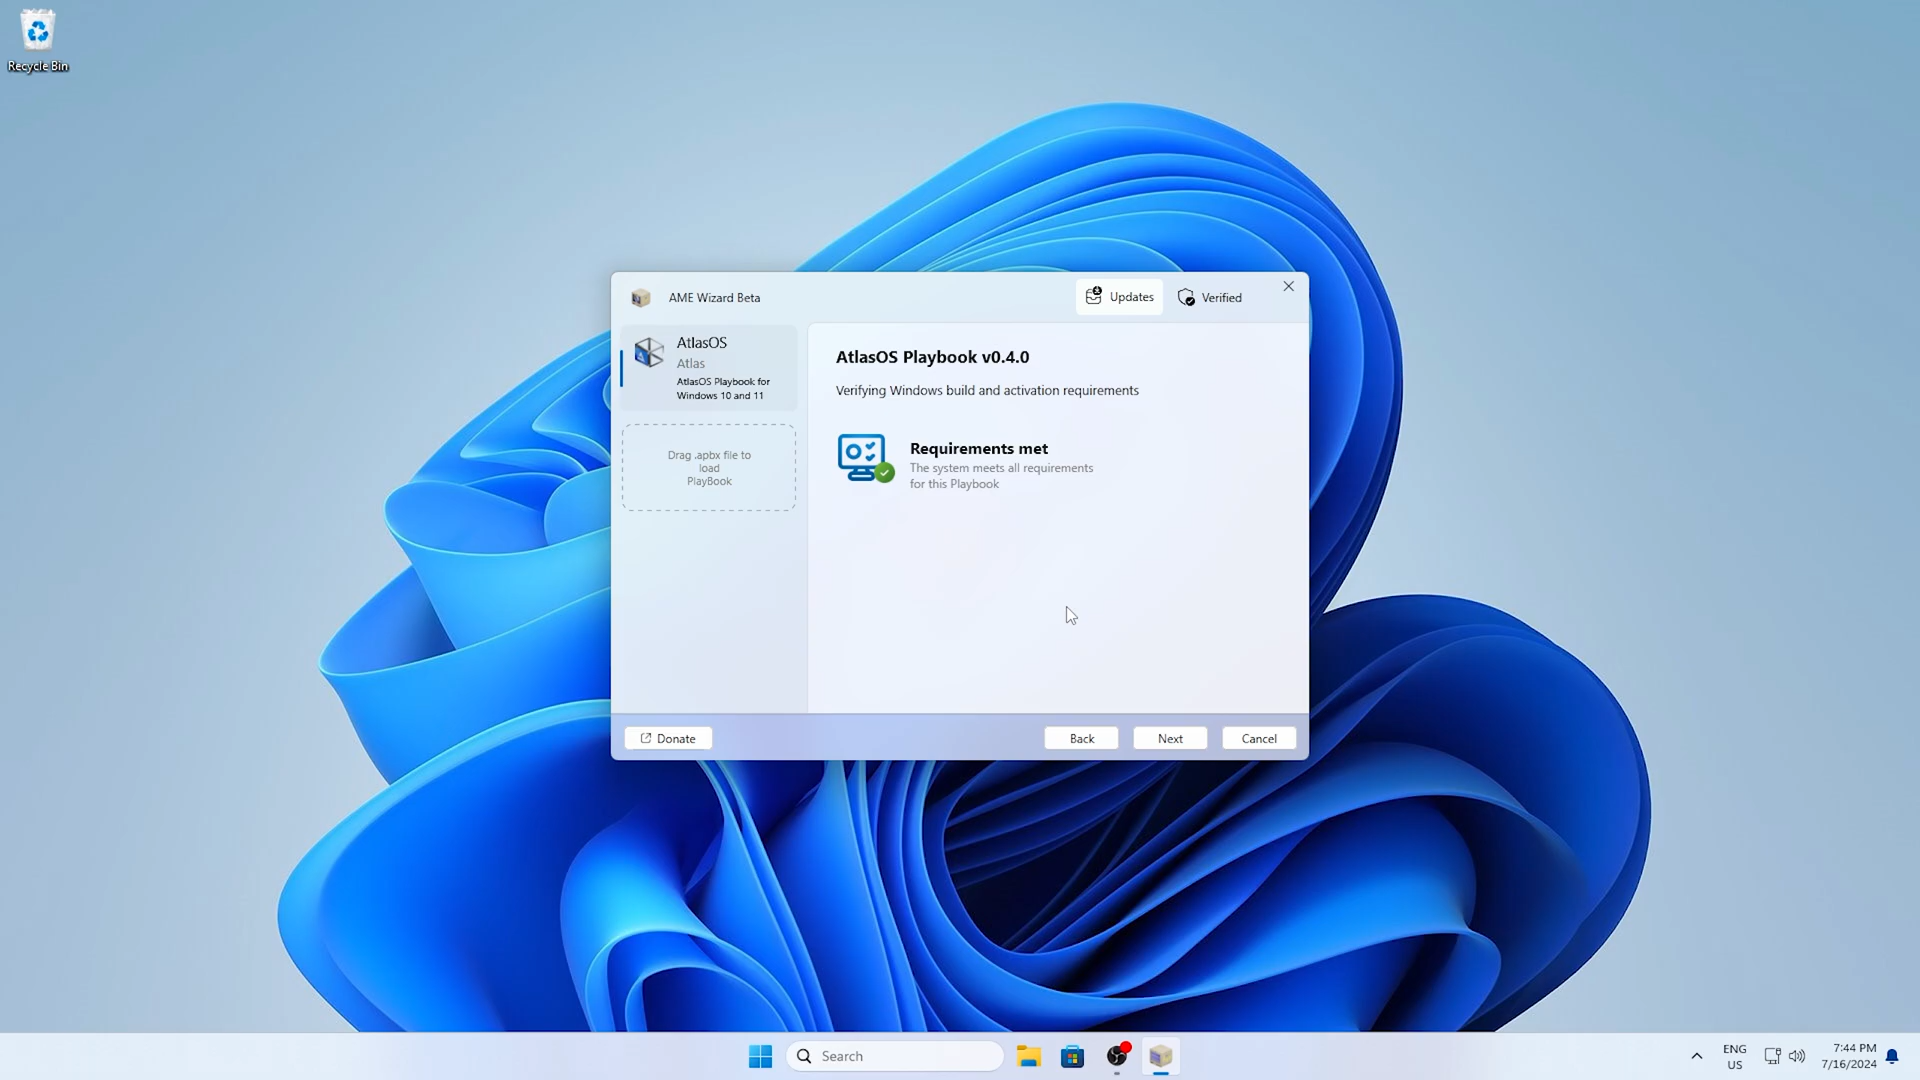 Recycle Bin
AME Wizard Beta
Updates
Verified
AtlasOS
Atlas
AtlasOS Playbook for
Windows 10 and 11
Drag .apbx file to
load
PlayBook
AtlasOS Playbook v0.4.0
Verifying Windows build and activation requirements
Requirements met
The system meets all requirements
for this Playbook
Donate
Back
Next
Cancel
Search
ENG
US
7:44 PM
7/16/2024